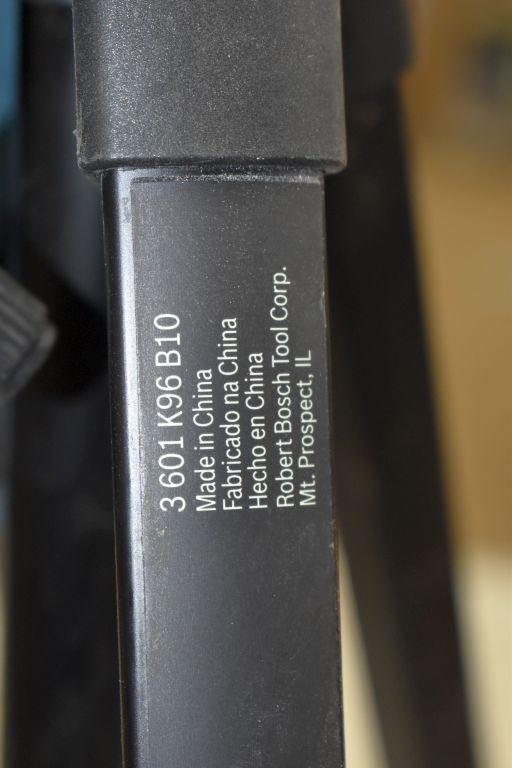 3 601 K96 B10
Made in China
Fabricado na China
Hecho en China
Robert Bosch Tool Corp.
Mt. Prospect, IL